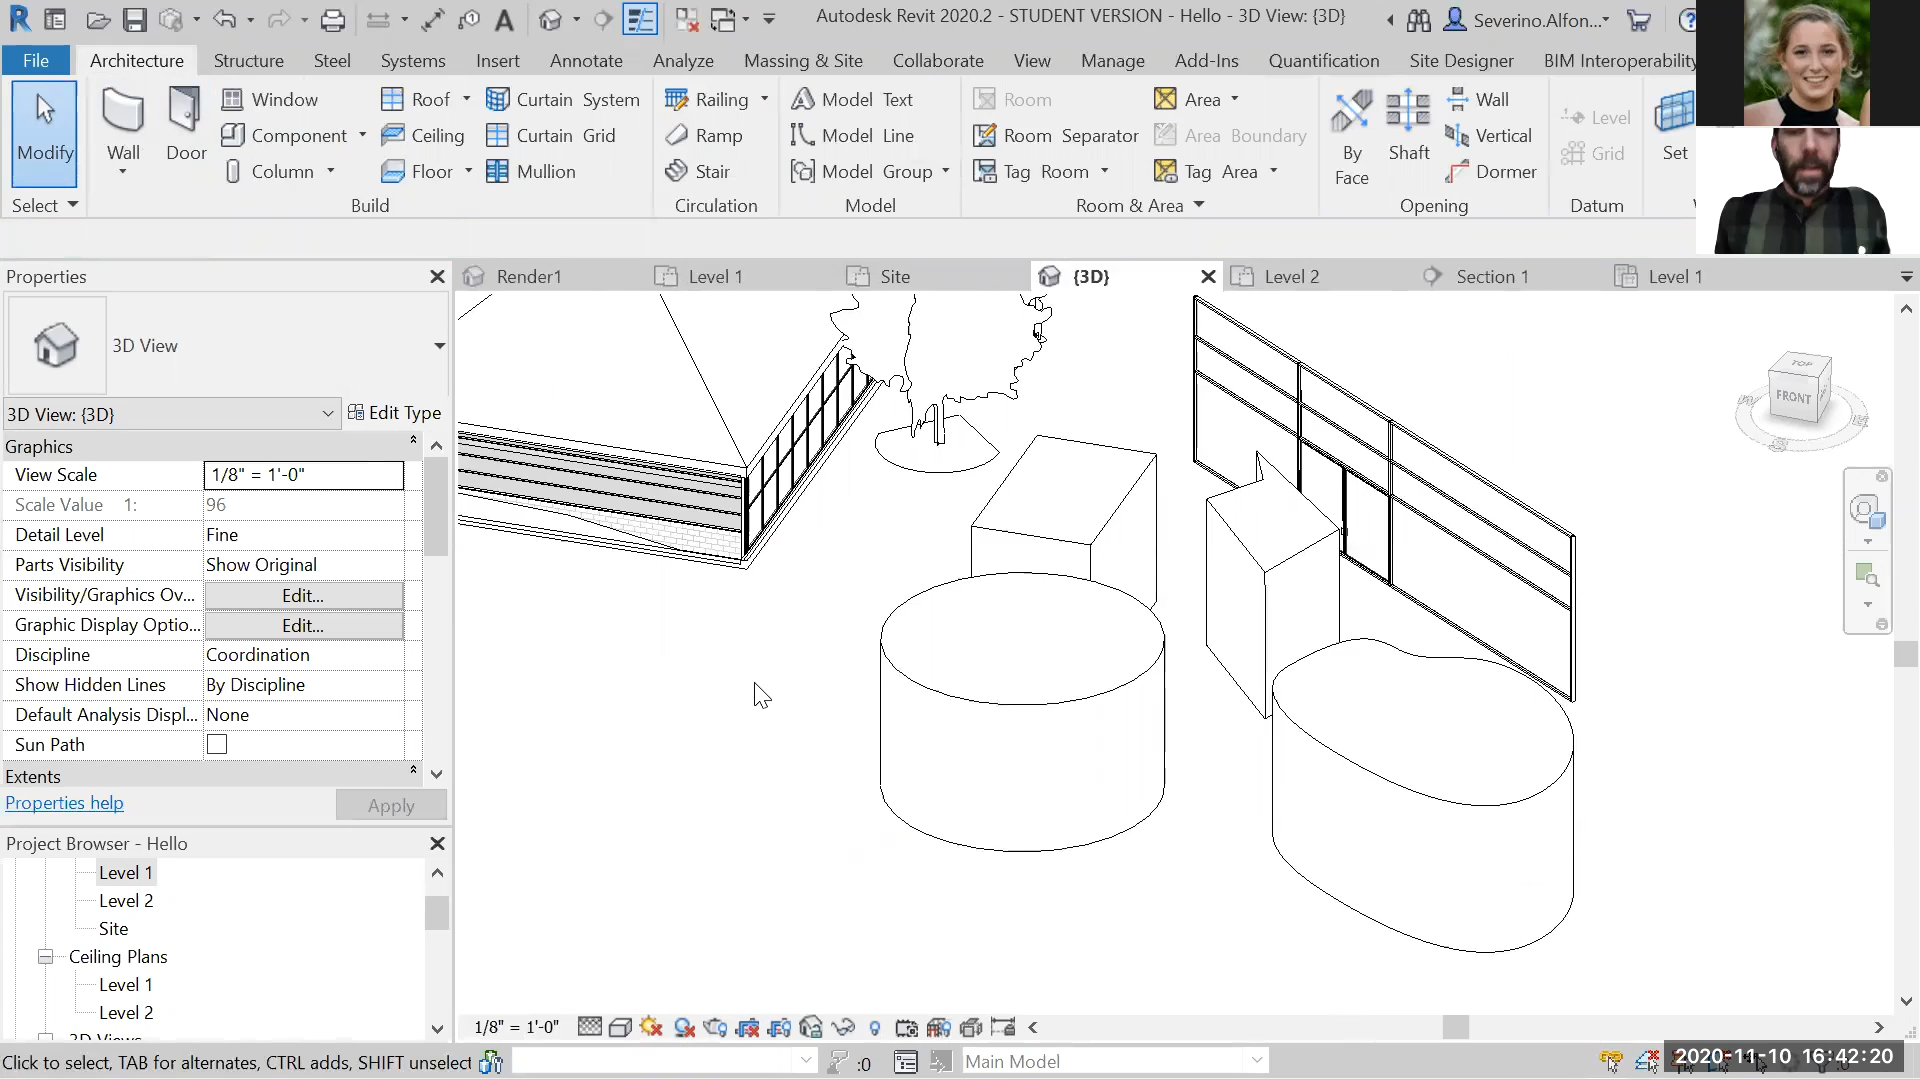 Autodesk Revit 2020.2 - STUDENT VERSION - Hello - 3D View: {3D}
Severino.Alfon...
File Architecture Structure Steel Systems Insert Annotate Analyze Massing & Site Collaborate View Manage Add-Ins Quantification Site Designer BIM Interoperability
Modify
Select
Wall
Door
Window
Component
Column
Roof
Ceiling
Floor
Curtain System
Curtain Grid
Mullion
Build
Railing
Ramp
Stair
Circulation
Model Text
Model Line
Model Group
Model
Room
Room Separator
Tag Room
Area
Area Boundary
Tag Area
Room & Area
By Face
Shaft
Wall
Vertical
Dormer
Opening
Level
Grid
Datum
Set
Properties
Render1 Level 1 Site {3D} Level 2 Section 1 Level 1
3D View
3D View: {3D} Edit Type
Graphics
View Scale 1/8" = 1'-0"
Scale Value 1: 96
Detail Level Fine
Parts Visibility Show Original
Visibility/Graphics Ov... Edit...
Graphic Display Optio... Edit...
Discipline Coordination
Show Hidden Lines By Discipline
Default Analysis Displ... None
Sun Path
Extents
Properties help Apply
Project Browser - Hello
Level 1
Level 2
Site
Ceiling Plans
Level 1
Level 2
3D Views
TOP
FRONT
1/8" = 1'-0"
Click to select, TAB for alternates, CTRL adds, SHIFT unselect
:0
Main Model
2020-11-10 16:42:20